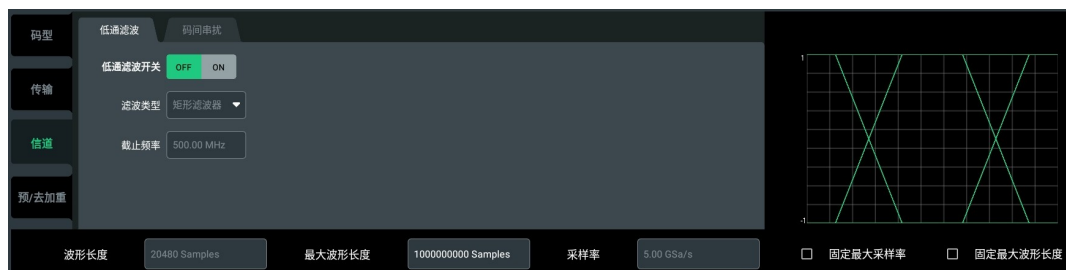 码型
传输
信道
预/去加重
低通滤波 码间串扰
低通滤波开关 OFF ON
滤波类型 矩形滤波器
截止频率 500.00 MHz
1
-1
波形长度 20480 Samples 最大波形长度 1000000000 Samples 采样率 5.00 GSa/s 固定最大采样率 固定最大波形长度